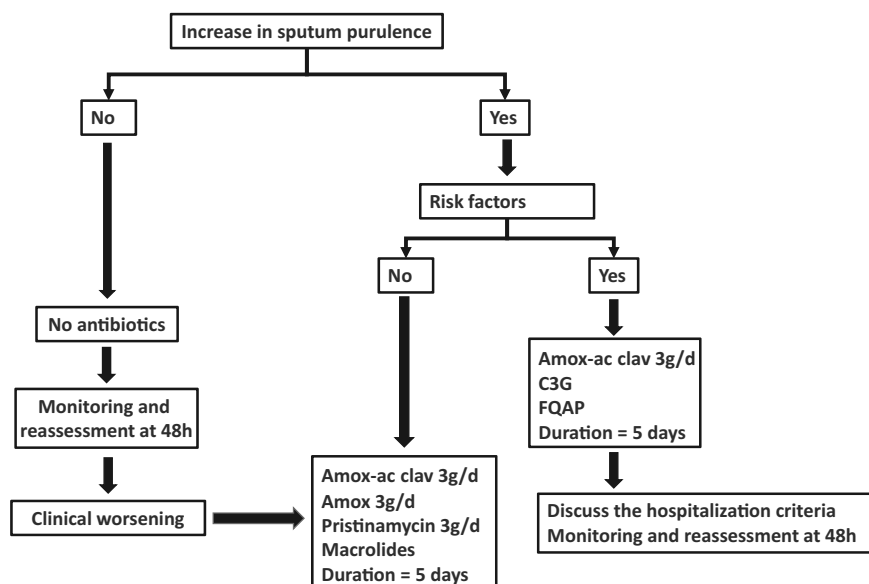 Increase in sputum purulence
No
Yes
Risk factors
No
Yes
No antibiotics
Amox-ac clav 3g/d
C3G
FQAP
Duration = 5 days
Monitoring and
reassessment at 48h
Clinical worsening
Amox-ac clav 3g/d
Amox 3g/d
Pristinamycin 3g/d
Macrolides
Duration = 5 days
Discuss the hospitalization criteria
Monitoring and reassessment at 48h